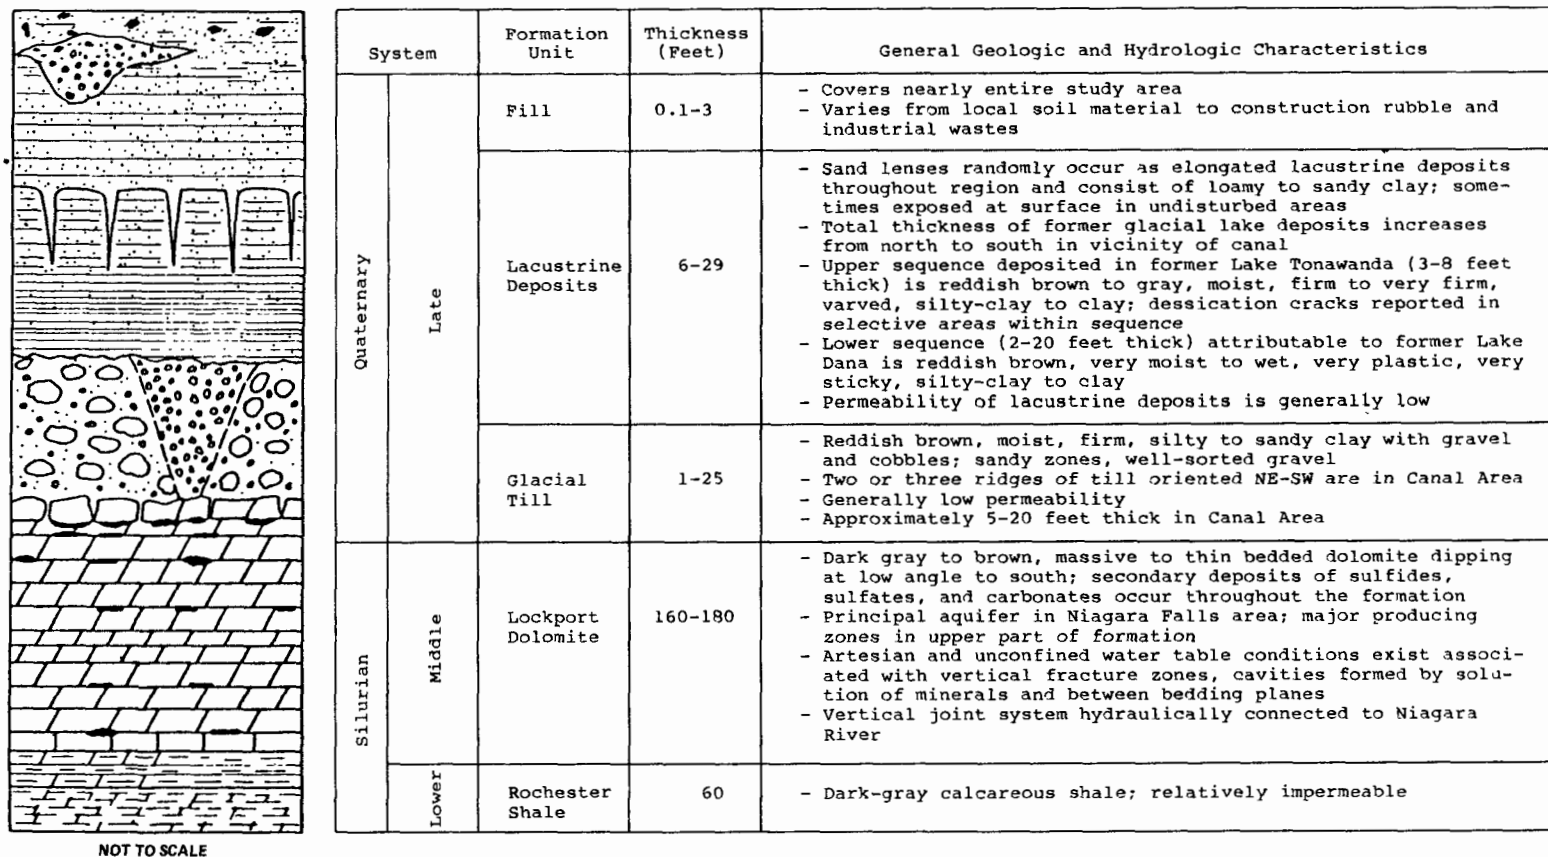 System
Formation Unit
Thickness (Feet)
General Geologic and Hydrologic Characteristics
Quaternary
Late
Fill
0.1-3
- Covers nearly entire study area
- Varies from local soil material to construction rubble and
industrial wastes
Lacustrine
Deposits
6-29
- Sand lenses randomly occur as elongated lacustrine deposits
throughout region and consist of loamy to sandy clay; some-
times exposed at surface in undisturbed areas
- Total thickness of former glacial lake deposits increases
from north to south in vicinity of canal
- Upper sequence deposited in former Lake Tonawanda (3-8 feet
thick) is reddish brown to gray, moist, firm to very firm,
varved, silty-clay to clay; dessication cracks reported in
selective areas within sequence
- Lower sequence (2-20 feet thick) attributable to former Lake
Dana is reddish brown, very moist to wet, very plastic, very
sticky, silty-clay to clay
- Permeability of lacustrine deposits is generally low
Glacial
Till
1-25
- Reddish brown, moist, firm, silty to sandy clay with gravel
and cobbles; sandy zones, well-sorted gravel
- Two or three ridges of till oriented NE-SW are in Canal Area
- Generally low permeability
- Approximately 5-20 feet thick in Canal Area
Silurian
Middle
Lockport
Dolomite
160-180
- Dark gray to brown, massive to thin bedded dolomite dipping
at low angle to south; secondary deposits of sulfides,
sulfates, and carbonates occur throughout the formation
- Principal aquifer in Niagara Falls area; major producing
zones in upper part of formation
- Artesian and unconfined water table conditions exist associ-
ated with vertical fracture zones, cavities formed by solu-
tion of minerals and between bedding planes
- Vertical joint system hydraulically connected to Niagara
River
Lower
Rochester
Shale
60
- Dark-gray calcareous shale; relatively impermeable
NOT TO SCALE